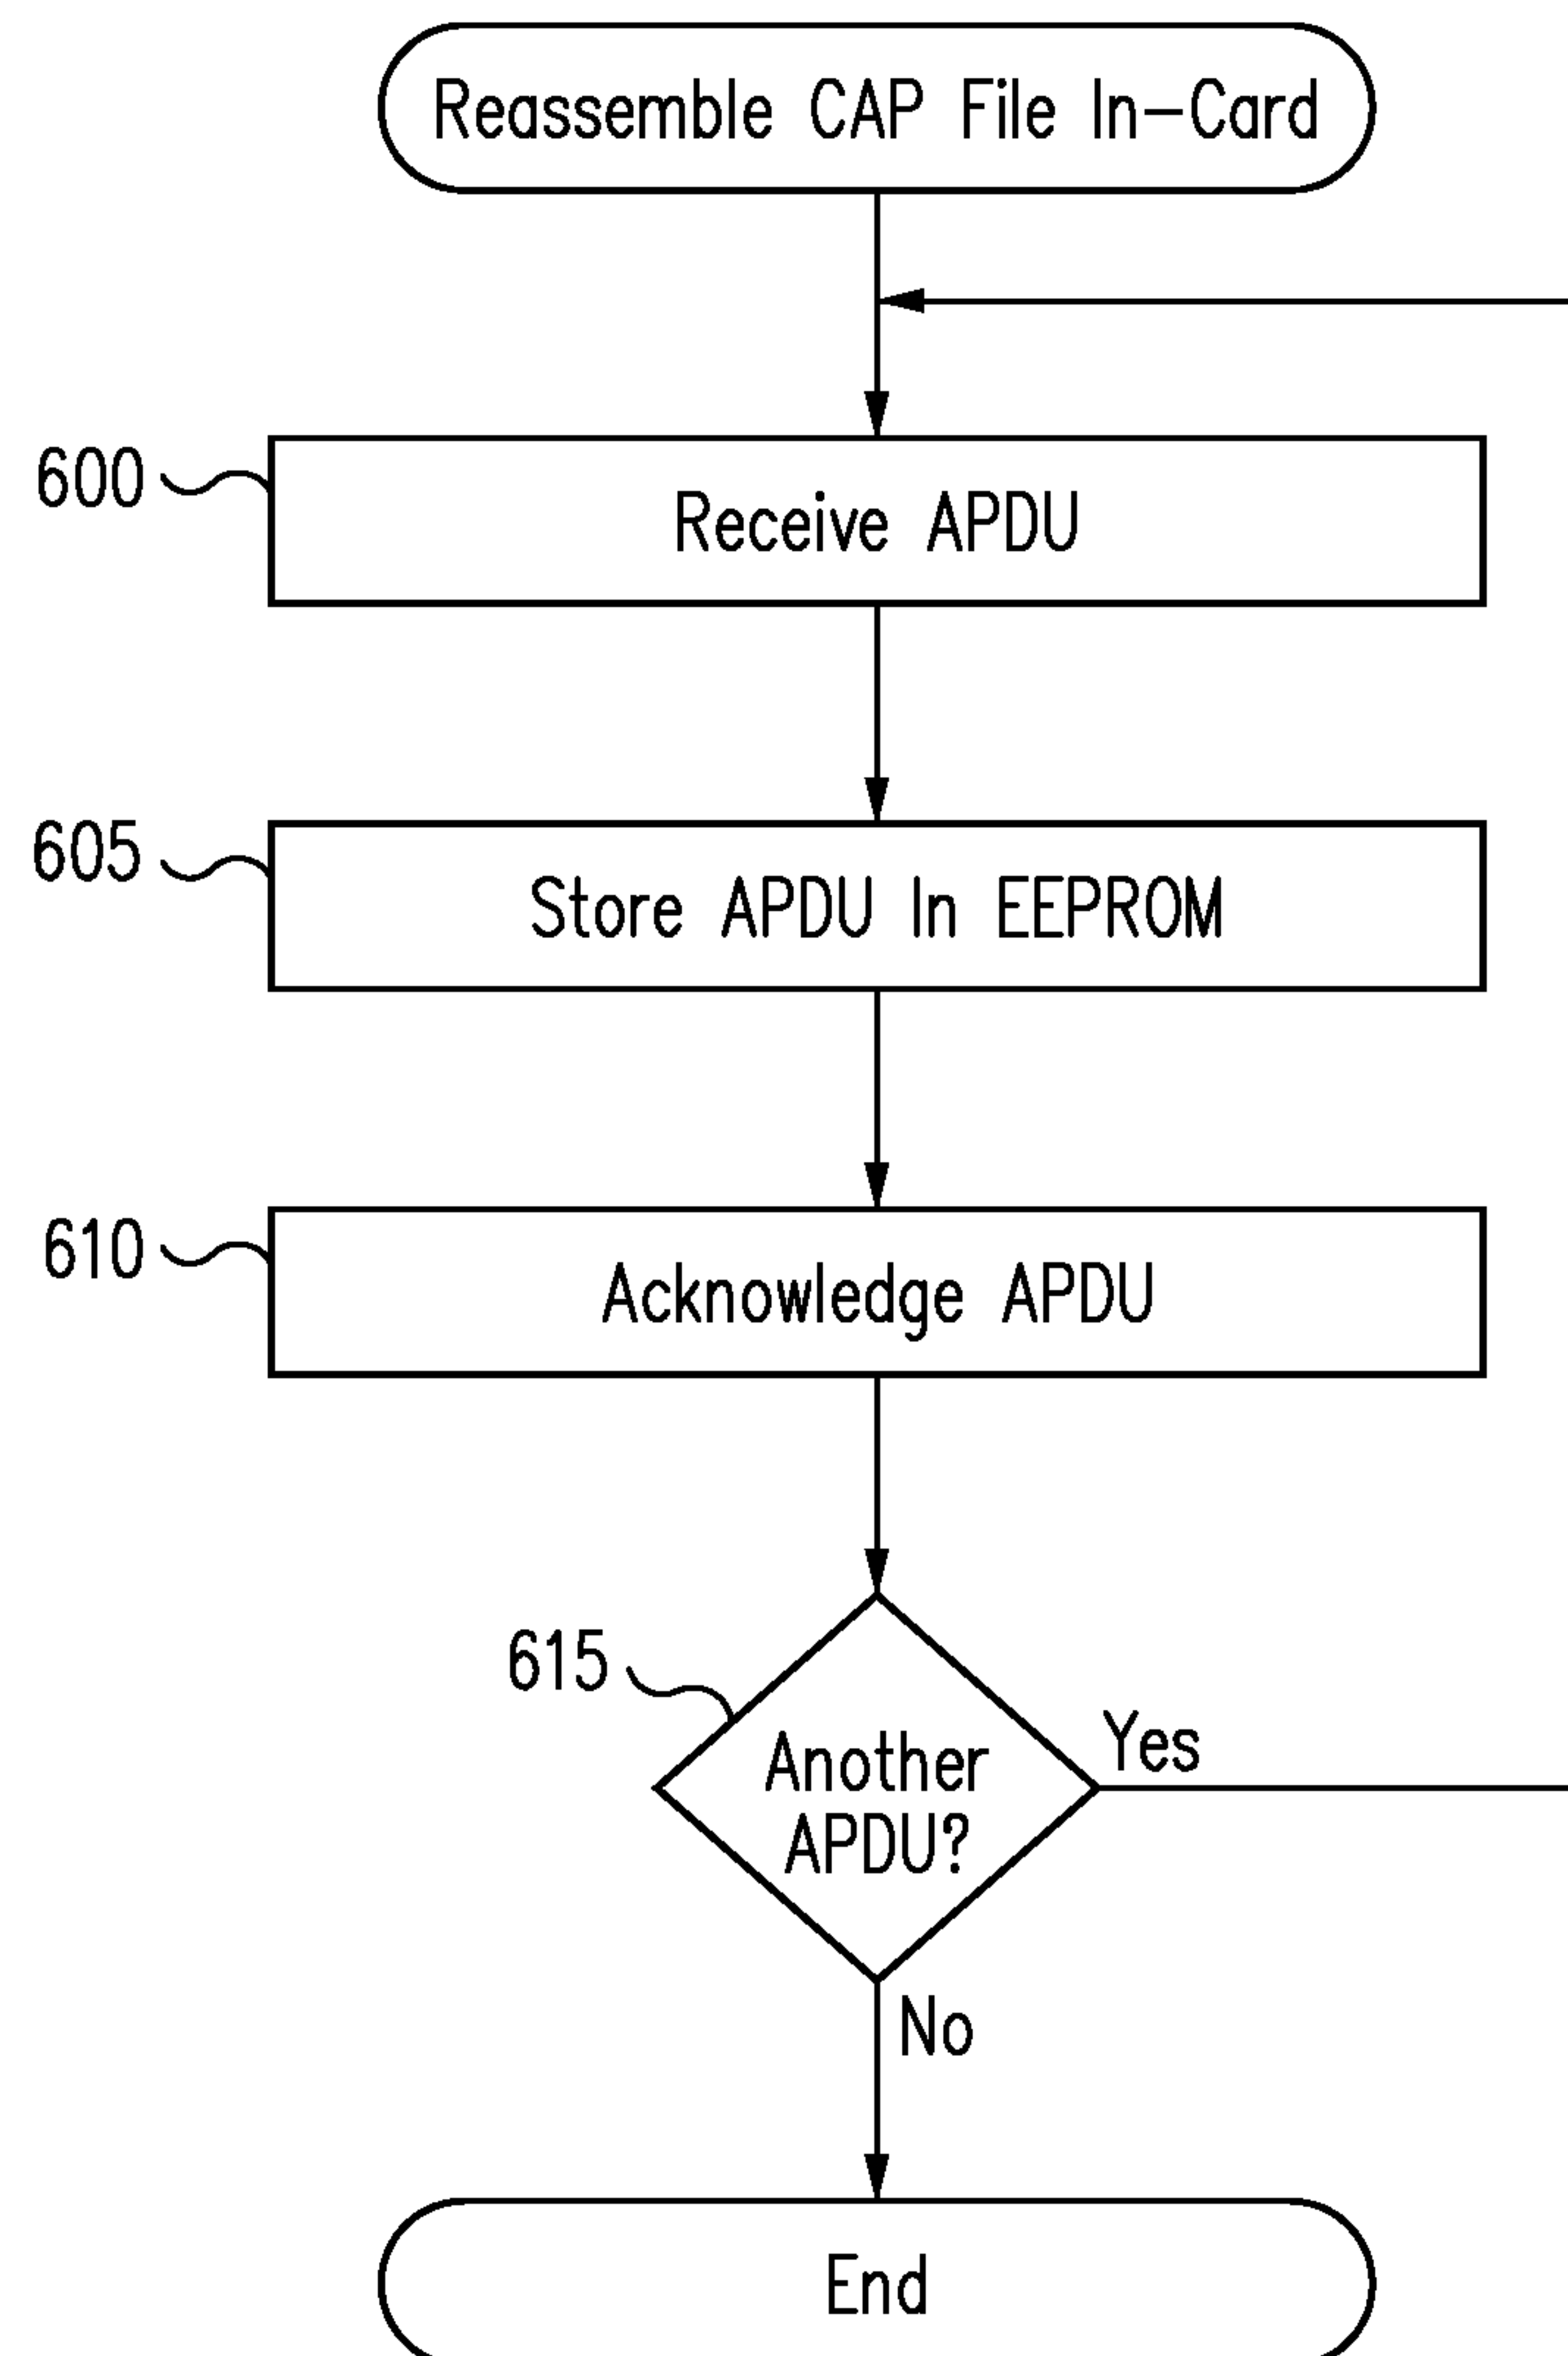 Reassemble CAP File In-Card
600
Receive APDU
605
Store APDU In EEPROM
610
Acknowledge APDU
615
Another
APDU?
Yes
No
End